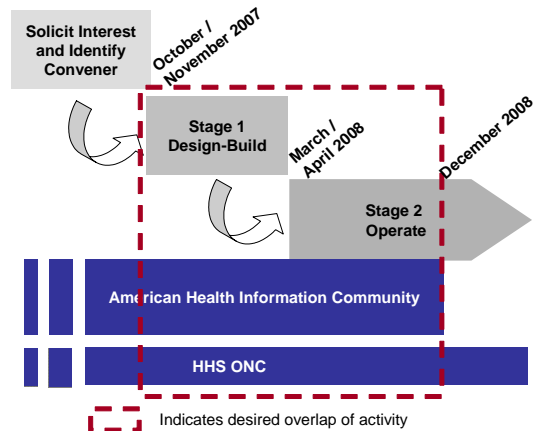 Solicit Interest
and Identify
Convener
October /
November 2007
Stage 1
Design-Build
March /
April 2008
December 2008
Stage 2
Operate
American Health Information Community
HHS ONC
Indicates desired overlap of activity